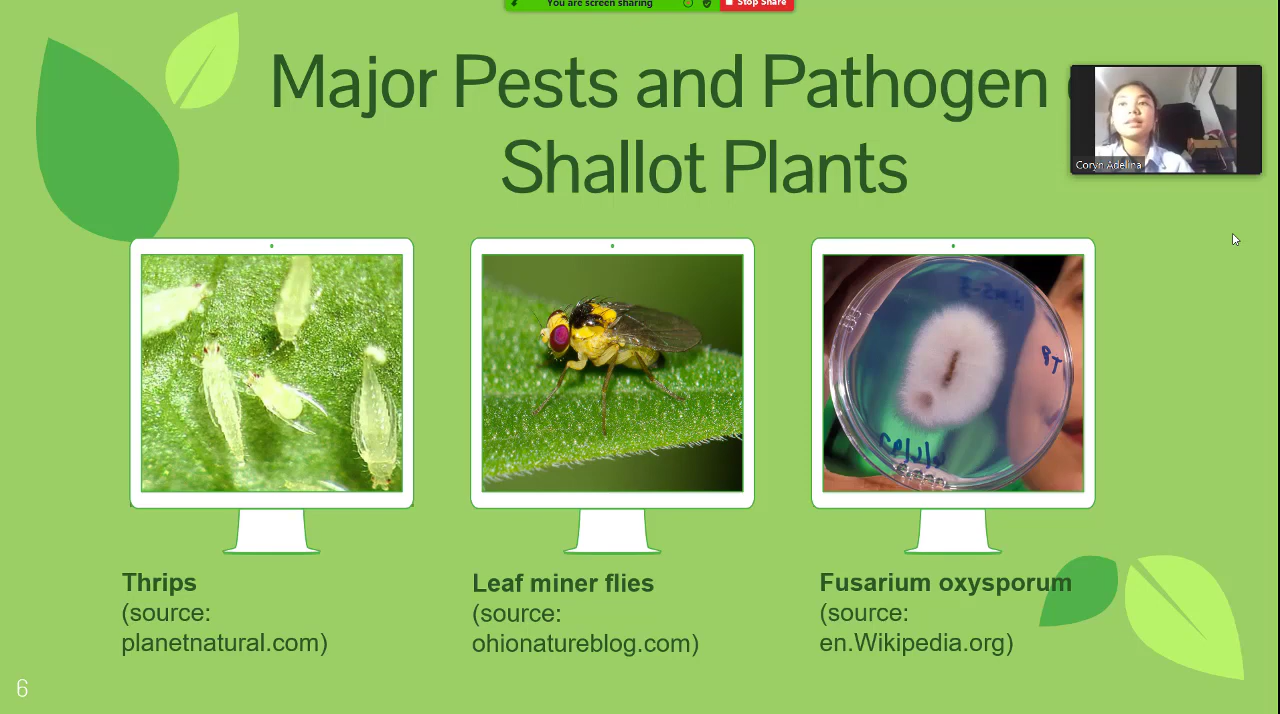 You are screen sharing
Stop Share
Major Pests and Pathogen
Shallot Plants
Coryn Adelina
Thrips
(source:
planetnatural.com)
Leaf miner flies
(source:
ohionatureblog.com)
Fusarium oxysporum
(source:
en.Wikipedia.org)
6